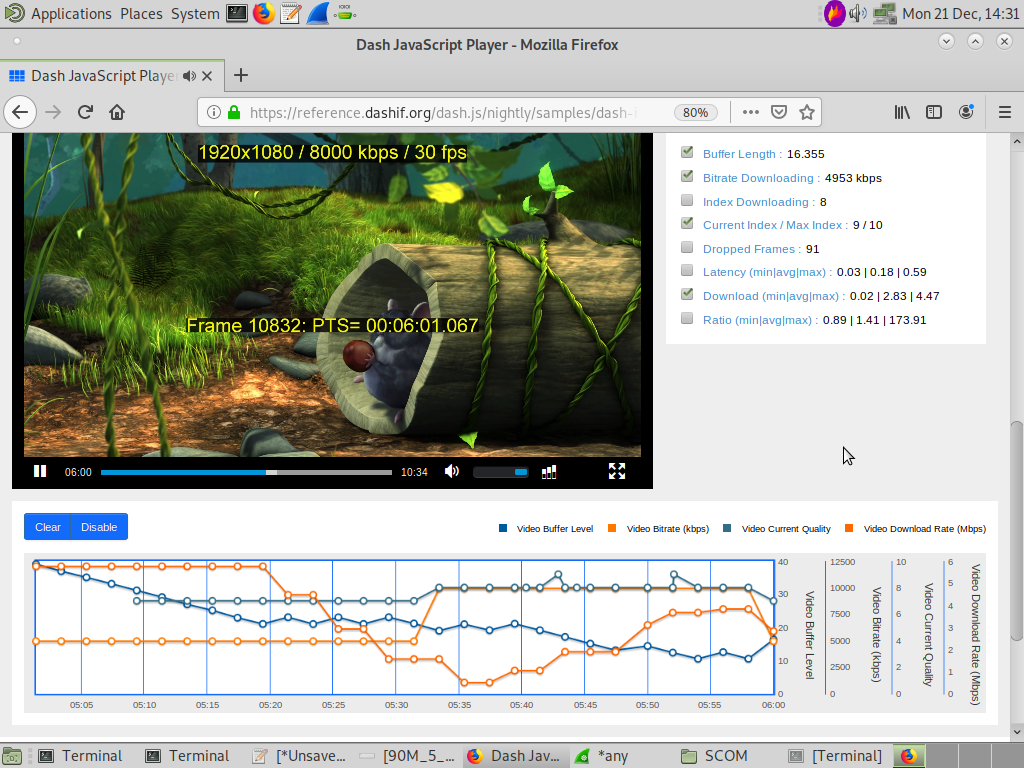 Applications Places System Mon 21 Dec, 14:31
Dash JavaScript Player - Mozilla Firefox
Dash JavaScript Playe
https://reference.dashif.org/dash.js/nightly/samples/dash- 80%
1920x1080 / 8000 kbps / 30 fps
Frame 10832: PTS= 00:06:01.067
06:00 10:34
Buffer Length : 16.355
Bitrate Downloading : 4953 kbps
Index Downloading : 8
Current Index / Max Index : 9 / 10
Dropped Frames : 91
Latency (min|avg|max) : 0.03 | 0.18 | 0.59
Download (min|avg|max) : 0.02 | 2.83 | 4.47
Ratio (min|avg|max) : 0.89 | 1.41 | 173.91
Clear Disable
Video Buffer Level Video Bitrate (kbps) Video Current Quality Video Download Rate (Mbps)
40 30 20 10 0
Video Buffer Level
12500 10000 7500 5000 2500 0
Video Bitrate (kbps)
10 8 6 4 2 0
Video Current Quality
6 5 4 3 2 1 0
Video Download Rate (Mbps)
05:05 05:10 05:15 05:20 05:25 05:30 05:35 05:40 05:45 05:50 05:55 06:00
Terminal Terminal [*Unsave... [90M_5_... Dash Jav... *any SCOM [Terminal]